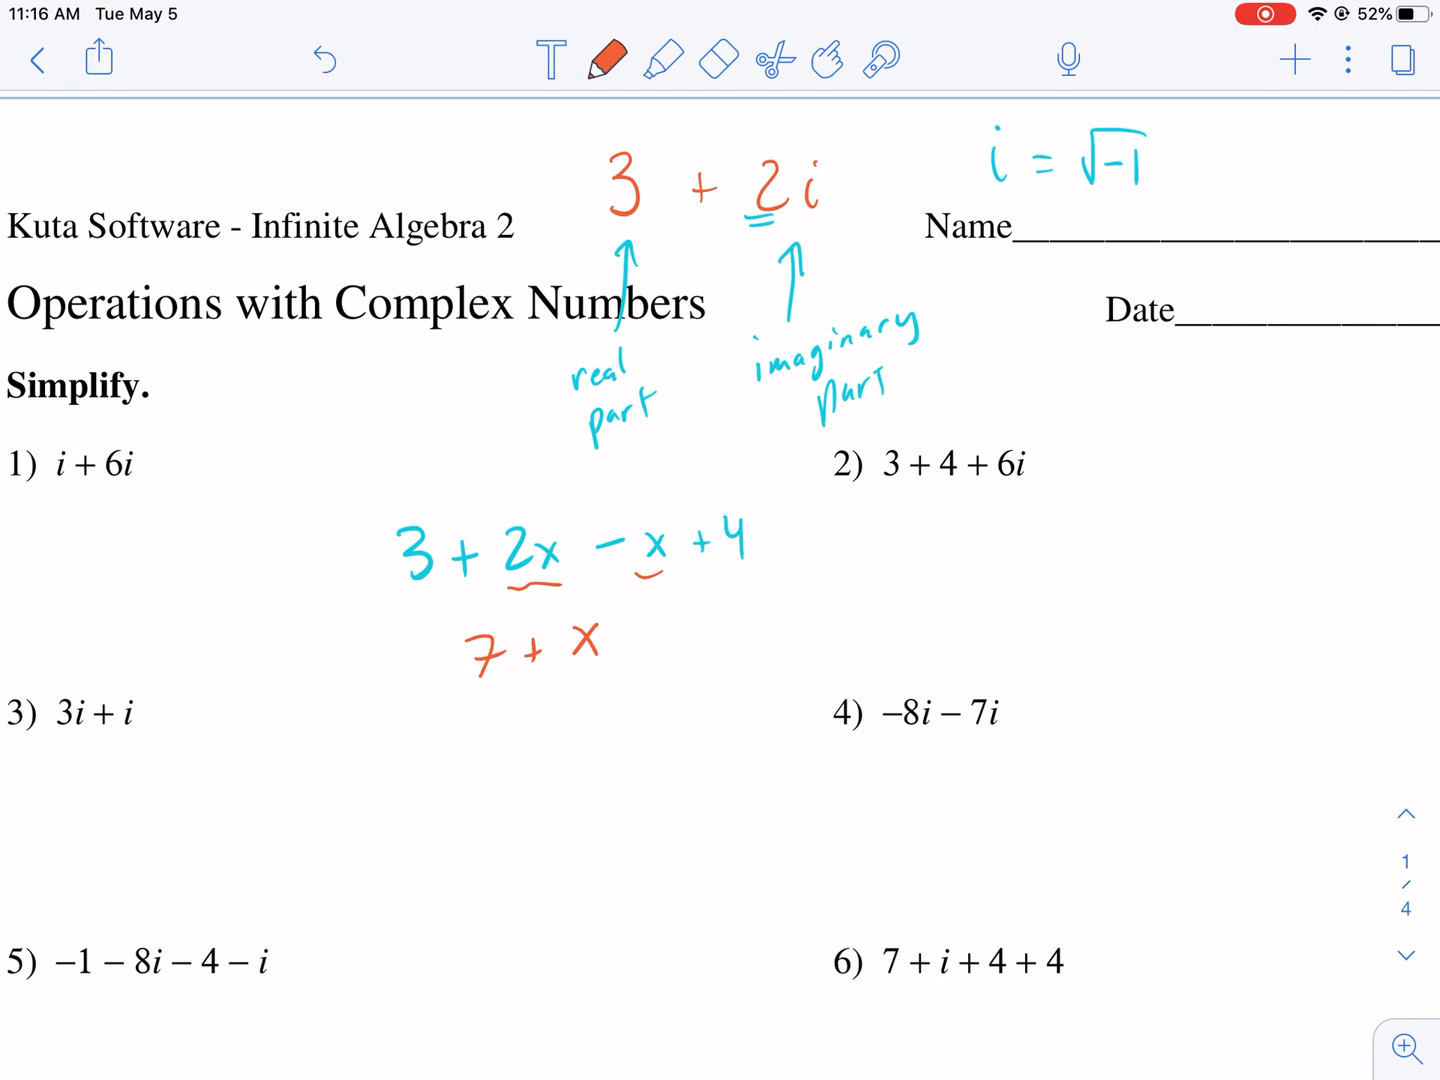 11:16 AM Tue May 5
52%
3 + 2i
i = √-1
Kuta Software - Infinite Algebra 2
Name
Operations with Complex Numbers
Date
real part
imaginary part
Simplify.
1) i + 6i
2) 3 + 4 + 6i
3 + 2x - x + 4
7 + x
3) 3i + i
4) −8i − 7i
1
/
4
5) −1 − 8i − 4 − i
6) 7 + i + 4 + 4